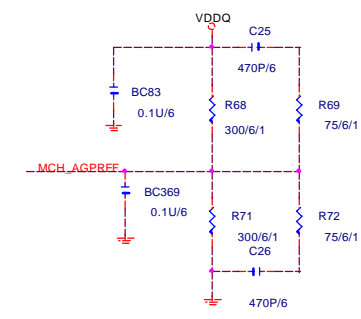 VDDQ
C25
470P/6
BC83
0.1U/6
R68
300/6/1
R69
75/6/1
MCH_AGPREF
BC369
0.1U/6
R71
300/6/1
R72
75/6/1
C26
470P/6